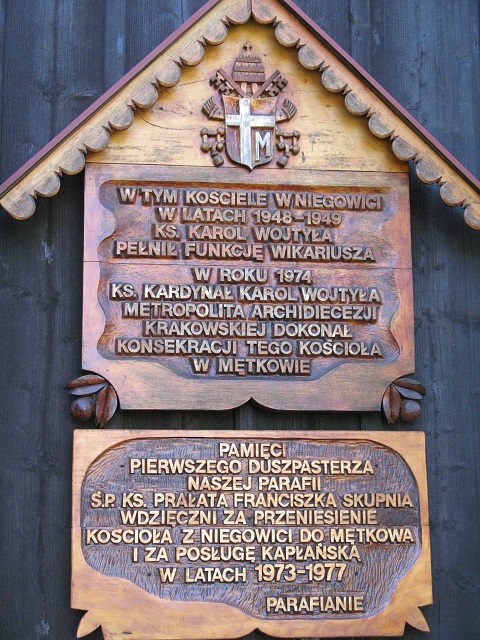 M
W TYM KOŚCIELE W NIEGOWICI
W LATACH 1948-1949
KS. KAROL WOJTYŁA
PEŁNIŁ FUNKCJĘ WIKARIUSZA
W ROKU 1974
KS. KARDYNAŁ KAROL WOJTYŁA
METROPOLITA ARCHIDIECEZJI
KRAKOWSKIEJ DOKONAŁ
KONSEKRACJI TEGO KOŚCIOŁA
W MĘTKOWIE
PAMIĘCI
PIERWSZEGO DUSZPASTERZA
NASZEJ PARAFII
Ś.P. KS. PRAŁATA FRANCISZKA SKUPNIA
WDZIĘCZNI ZA PRZENIESIENIE
KOŚCIOŁA Z NIEGOWICI DO MĘTKOWA
I ZA POSŁUGĘ KAPŁAŃSKĄ
W LATACH 1973-1977
PARAFIANIE